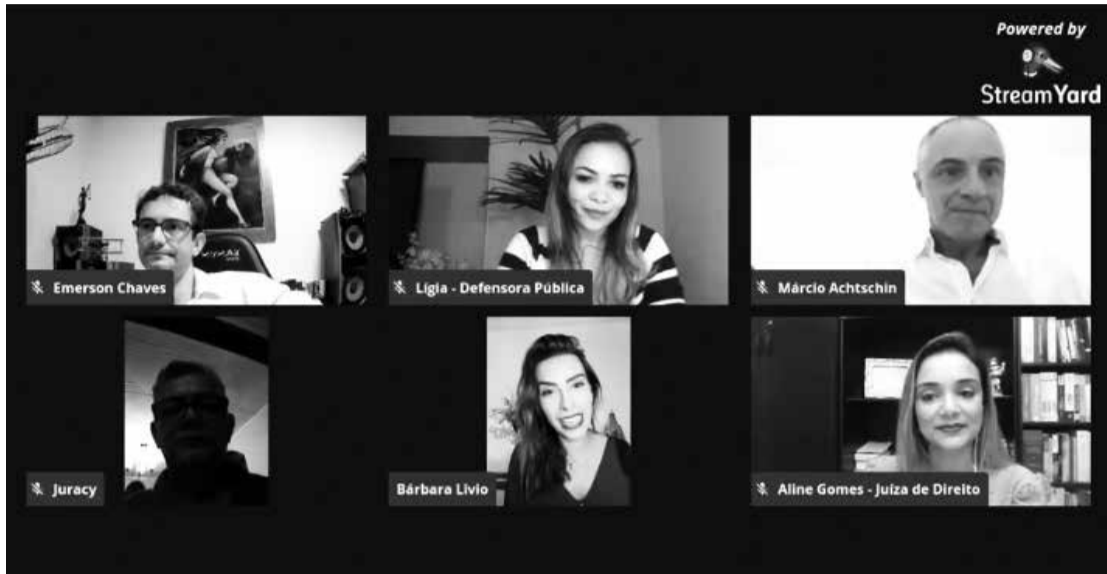 Powered by
StreamYard
Emerson Chaves
Lígia - Defensora Pública
Márcio Achtschin
Juracy
Bárbara Livio
Aline Gomes - Juíza de Direito